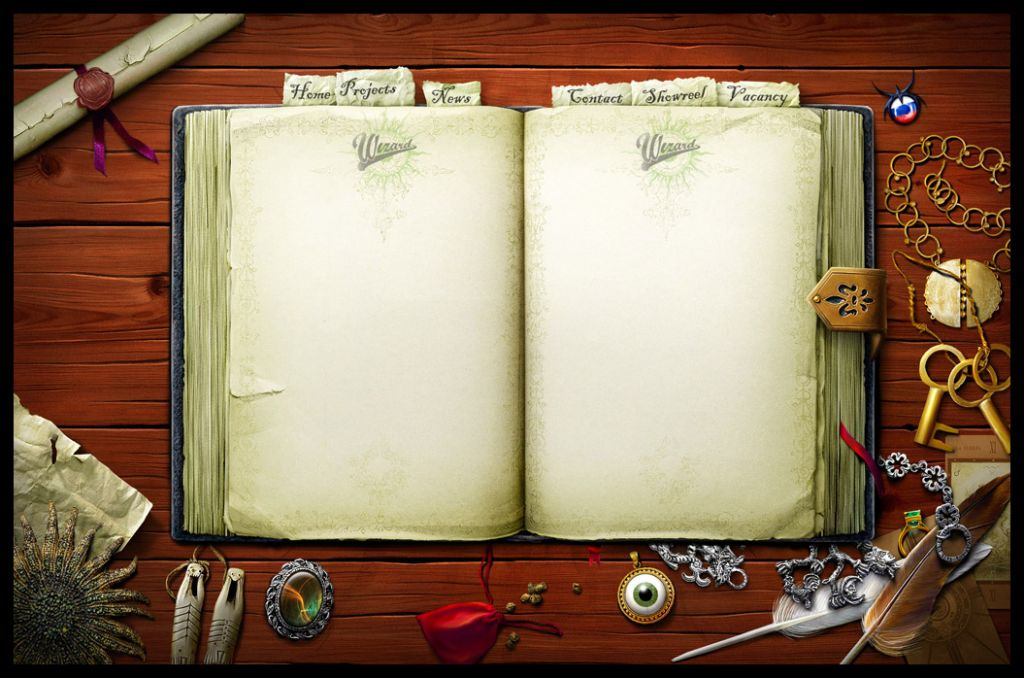 Home Projects News Contact Showreel Vacancy
Wizard Wizard